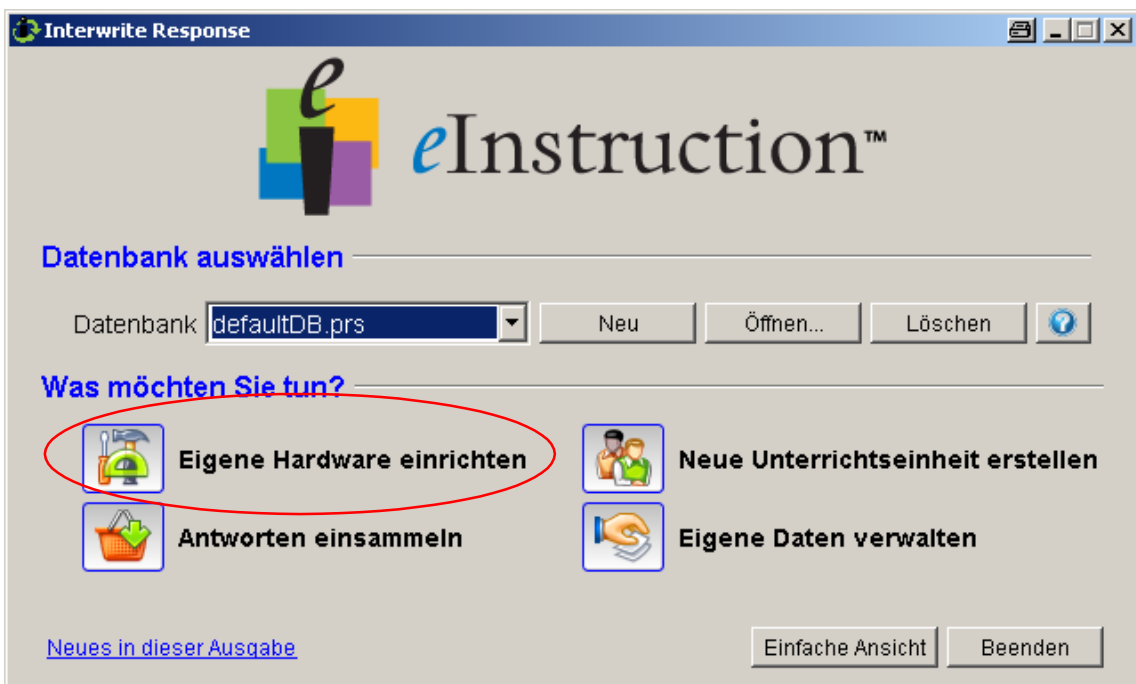 Interwrite Response
eInstruction™
Datenbank auswählen
Datenbank defaultDB.prs Neu Öffnen... Löschen
Was möchten Sie tun?
Eigene Hardware einrichten Neue Unterrichtseinheit erstellen
Antworten einsammeln Eigene Daten verwalten
Neues in dieser Ausgabe Einfache Ansicht Beenden